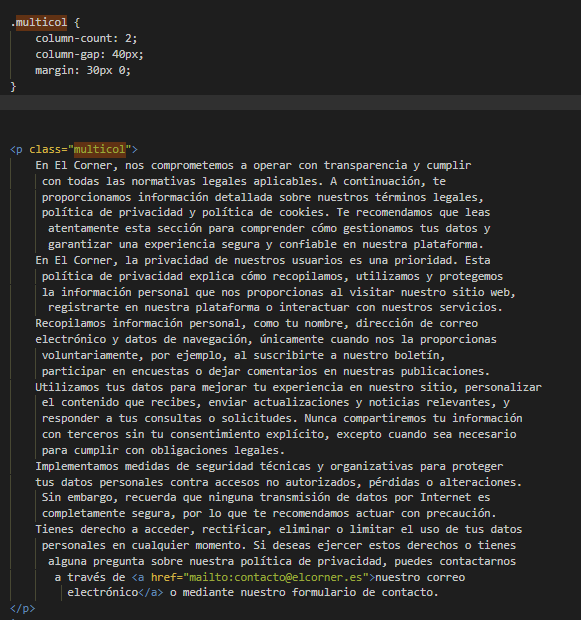 .multicol {
column-count: 2;
column-gap: 40px;
margin: 30px 0;
}
<p class="multicol">
En El Corner, nos comprometemos a operar con transparencia y cumplir
con todas las normativas legales aplicables. A continuación, te
proporcionamos información detallada sobre nuestros términos legales,
política de privacidad y política de cookies. Te recomendamos que leas
atentamente esta sección para comprender cómo gestionamos tus datos y
garantizar una experiencia segura y confiable en nuestra plataforma.
En El Corner, la privacidad de nuestros usuarios es una prioridad. Esta
política de privacidad explica cómo recopilamos, utilizamos y protegemos
la información personal que nos proporcionas al visitar nuestro sitio web,
registrarte en nuestra plataforma o interactuar con nuestros servicios.
Recopilamos información personal, como tu nombre, dirección de correo
electrónico y datos de navegación, únicamente cuando nos la proporcionas
voluntariamente, por ejemplo, al suscribirte a nuestro boletín,
participar en encuestas o dejar comentarios en nuestras publicaciones.
Utilizamos tus datos para mejorar tu experiencia en nuestro sitio, personalizar
el contenido que recibes, enviar actualizaciones y noticias relevantes, y
responder a tus consultas o solicitudes. Nunca compartiremos tu información
con terceros sin tu consentimiento explícito, excepto cuando sea necesario
para cumplir con obligaciones legales.
Implementamos medidas de seguridad técnicas y organizativas para proteger
tus datos personales contra accesos no autorizados, pérdidas o alteraciones.
Sin embargo, recuerda que ninguna transmisión de datos por Internet es
completamente segura, por lo que te recomendamos actuar con precaución.
Tienes derecho a acceder, rectificar, eliminar o limitar el uso de tus datos
personales en cualquier momento. Si deseas ejercer estos derechos o tienes
alguna pregunta sobre nuestra política de privacidad, puedes contactarnos
a través de <a href="mailto:contacto@elcorner.es">nuestro correo
electrónico</a> o mediante nuestro formulario de contacto.
</p>